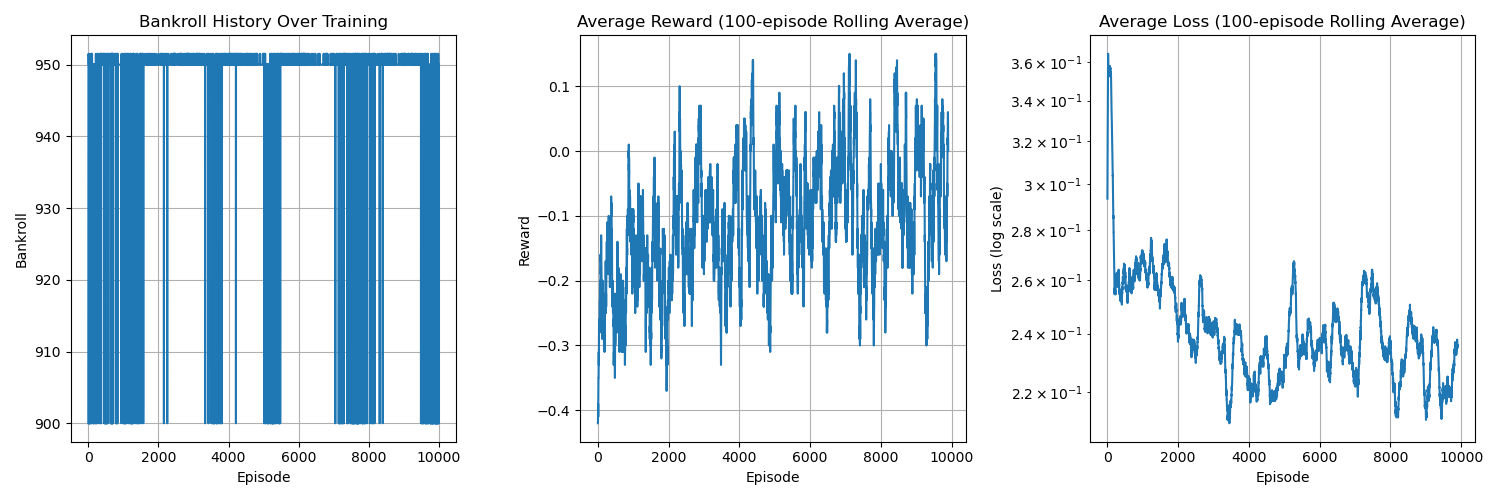 Bankroll History Over Training
Bankroll
950
940
930
920
910
900
0
2000
4000
6000
8000
10000
Episode
Average Reward (100-episode Rolling Average)
Reward
0.1
0.0
−0.1
−0.2
−0.3
−0.4
0
2000
4000
6000
8000
10000
Episode
Average Loss (100-episode Rolling Average)
Loss (log scale)
3.6 × 10⁻¹
3.4 × 10⁻¹
3.2 × 10⁻¹
3 × 10⁻¹
2.8 × 10⁻¹
2.6 × 10⁻¹
2.4 × 10⁻¹
2.2 × 10⁻¹
0
2000
4000
6000
8000
10000
Episode